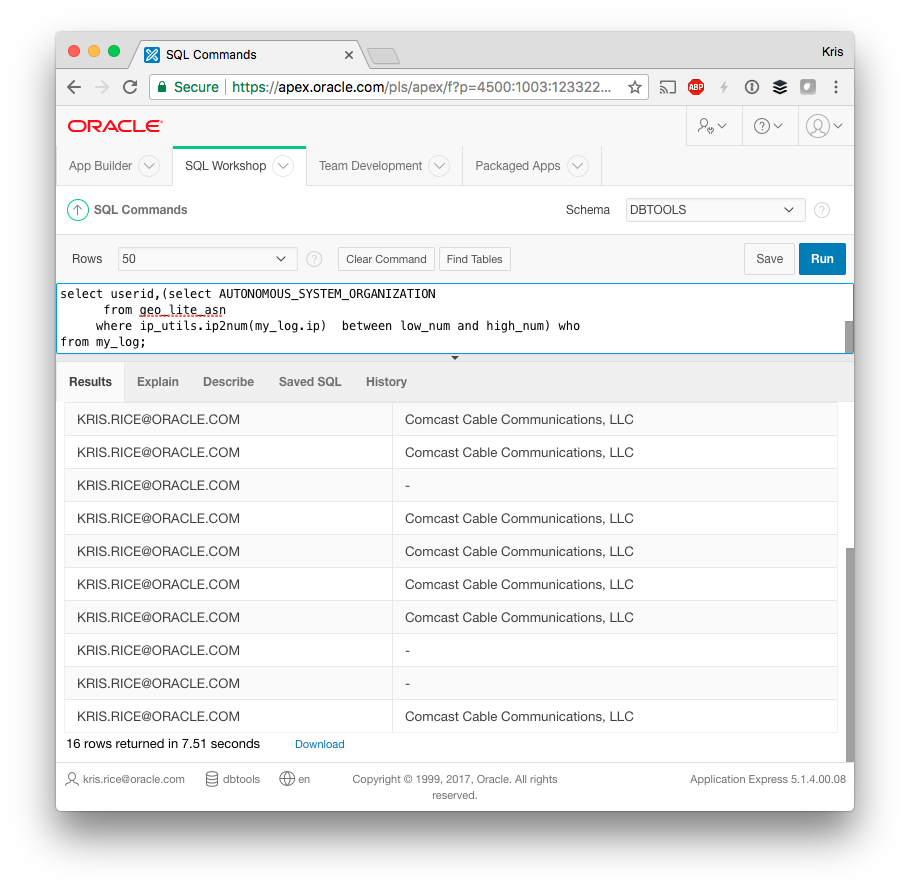 SQL Commands
Kris
Secure https://apex.oracle.com/pls/apex/f?p=4500:1003:123322...
ABP
ORACLE
App Builder SQL Workshop Team Development Packaged Apps
SQL Commands Schema DBTOOLS ?
Rows 50 ? Clear Command Find Tables Save Run
select userid,(select AUTONOMOUS_SYSTEM_ORGANIZATION
from geo_lite_asn
where ip_utils.ip2num(my_log.ip)  between low_num and high_num) who
from my_log;
Results Explain Describe Saved SQL History
KRIS.RICE@ORACLE.COM Comcast Cable Communications, LLC
KRIS.RICE@ORACLE.COM Comcast Cable Communications, LLC
KRIS.RICE@ORACLE.COM -
KRIS.RICE@ORACLE.COM Comcast Cable Communications, LLC
KRIS.RICE@ORACLE.COM Comcast Cable Communications, LLC
KRIS.RICE@ORACLE.COM Comcast Cable Communications, LLC
KRIS.RICE@ORACLE.COM Comcast Cable Communications, LLC
KRIS.RICE@ORACLE.COM -
KRIS.RICE@ORACLE.COM -
KRIS.RICE@ORACLE.COM Comcast Cable Communications, LLC
16 rows returned in 7.51 seconds Download
kris.rice@oracle.com dbtools en Copyright © 1999, 2017, Oracle. All rights Application Express 5.1.4.00.08
reserved.